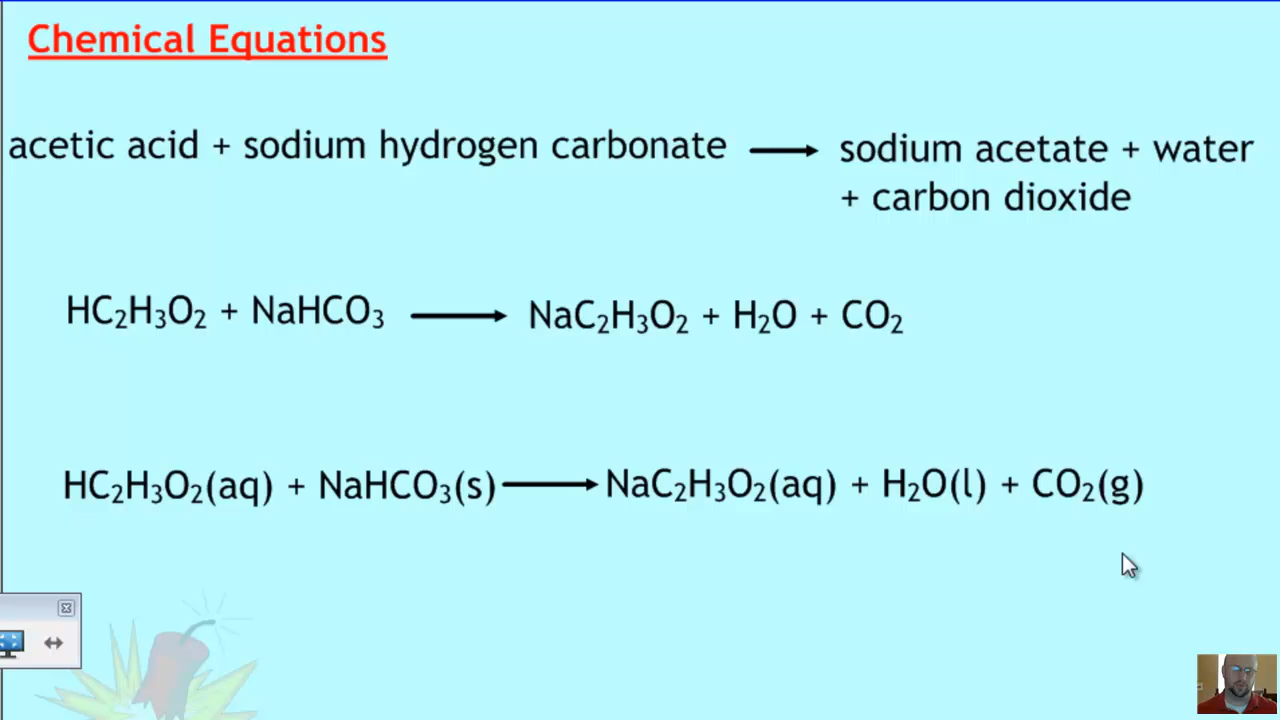 Chemical Equations
acetic acid + sodium hydrogen carbonate ⟶ sodium acetate + water
+ carbon dioxide
HC₂H₃O₂ + NaHCO₃ ⟶ NaC₂H₃O₂ + H₂O + CO₂
HC₂H₃O₂(aq) + NaHCO₃(s) ⟶ NaC₂H₃O₂(aq) + H₂O(l) + CO₂(g)